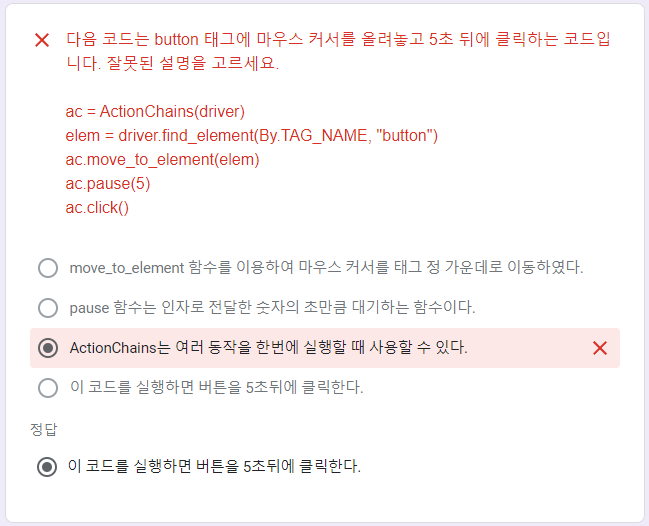 다음 코드는 button 태그에 마우스 커서를 올려놓고 5초 뒤에 클릭하는 코드입
니다. 잘못된 설명을 고르세요.
ac = ActionChains(driver)
elem = driver.find_element(By.TAG_NAME, "button")
ac.move_to_element(elem)
ac.pause(5)
ac.click()
move_to_element 함수를 이용하여 마우스 커서를 태그 정 가운데로 이동하였다.
pause 함수는 인자로 전달한 숫자의 초만큼 대기하는 함수이다.
ActionChains는 여러 동작을 한번에 실행할 때 사용할 수 있다.
이 코드를 실행하면 버튼을 5초뒤에 클릭한다.
정답
이 코드를 실행하면 버튼을 5초뒤에 클릭한다.